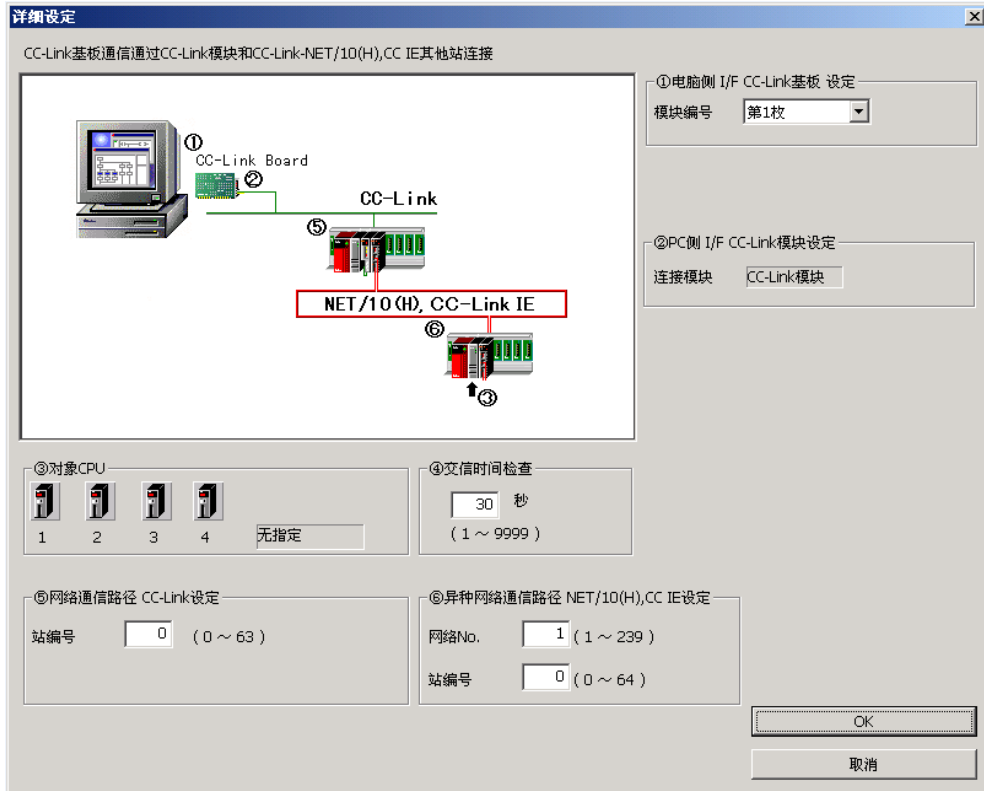 详细设定
CC-Link基板通信通过CC-Link模块和CC-Link-NET/10(H),CC IE其他站连接
①
CC-Link Board
②
CC-Link
⑤
NET/10(H), CC-Link IE
⑥
③
①电脑侧 I/F CC-Link基板 设定
模块编号 第1枚
②PC侧 I/F CC-Link模块设定
连接模块 CC-Link模块
③对象CPU
1 2 3 4 无指定
④交信时间检查
30 秒
(1～9999)
⑤网络通信路径 CC-Link设定
站编号 0 (0～63)
⑥异种网络通信路径 NET/10(H),CC IE设定
网络No. 1 (1～239)
站编号 0 (0～64)
OK
取消